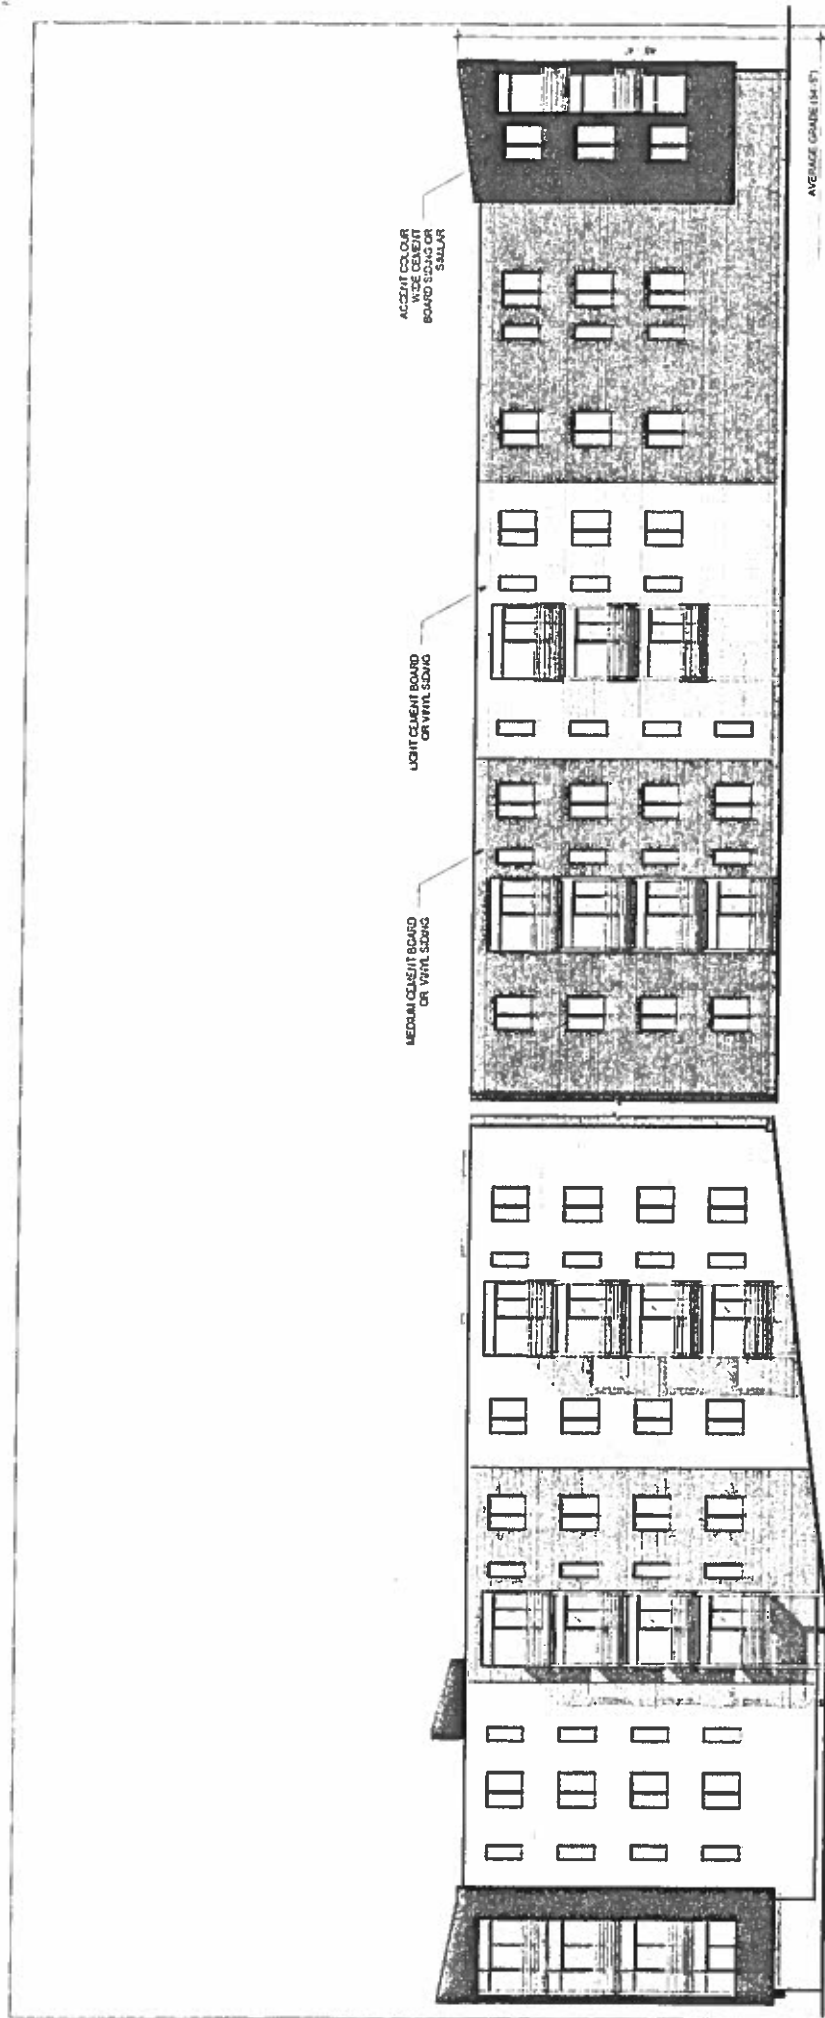 ACCENT COLOUR
WIDE CEMENT
BOARD SIDING OR
SIMILAR
LIGHT CEMENT BOARD
OR VINYL SIDING
MEDIUM CEMENT BOARD
OR VINYL SIDING
AVERAGE GRADE